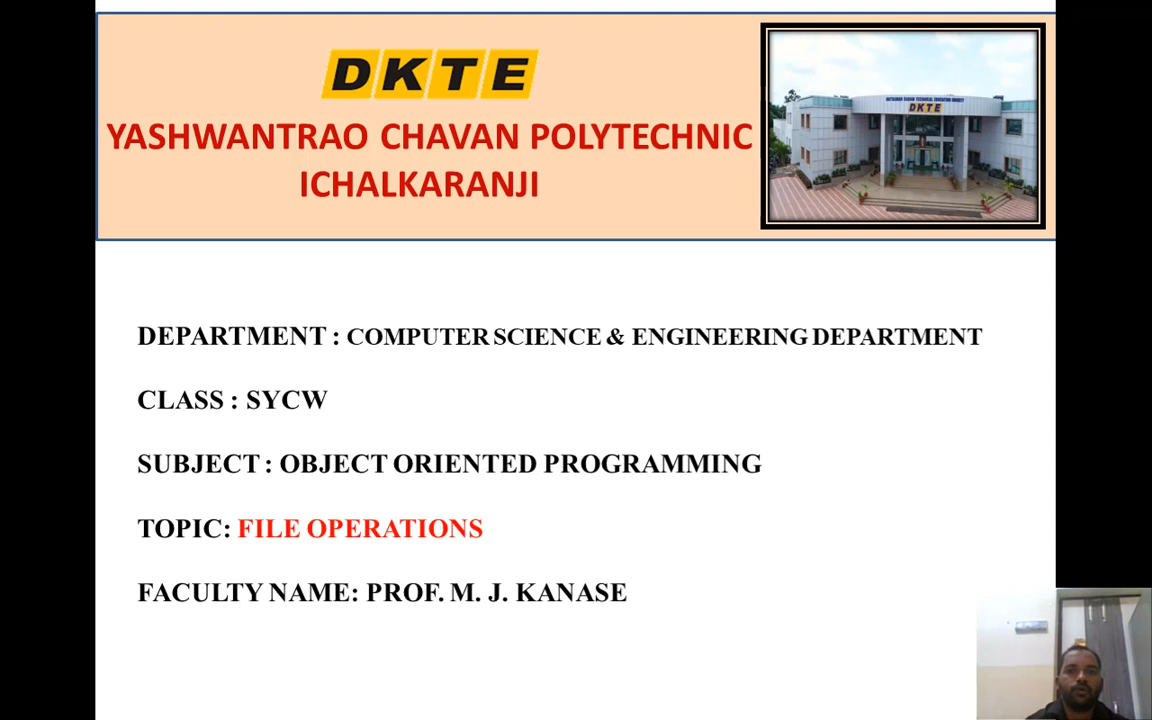 DKTE
YASHWANTRAO CHAVAN POLYTECHNIC
ICHALKARANJI
DKTE
DEPARTMENT : COMPUTER SCIENCE & ENGINEERING DEPARTMENT
CLASS : SYCW
SUBJECT : OBJECT ORIENTED PROGRAMMING
TOPIC: FILE OPERATIONS
FACULTY NAME: PROF. M. J. KANASE